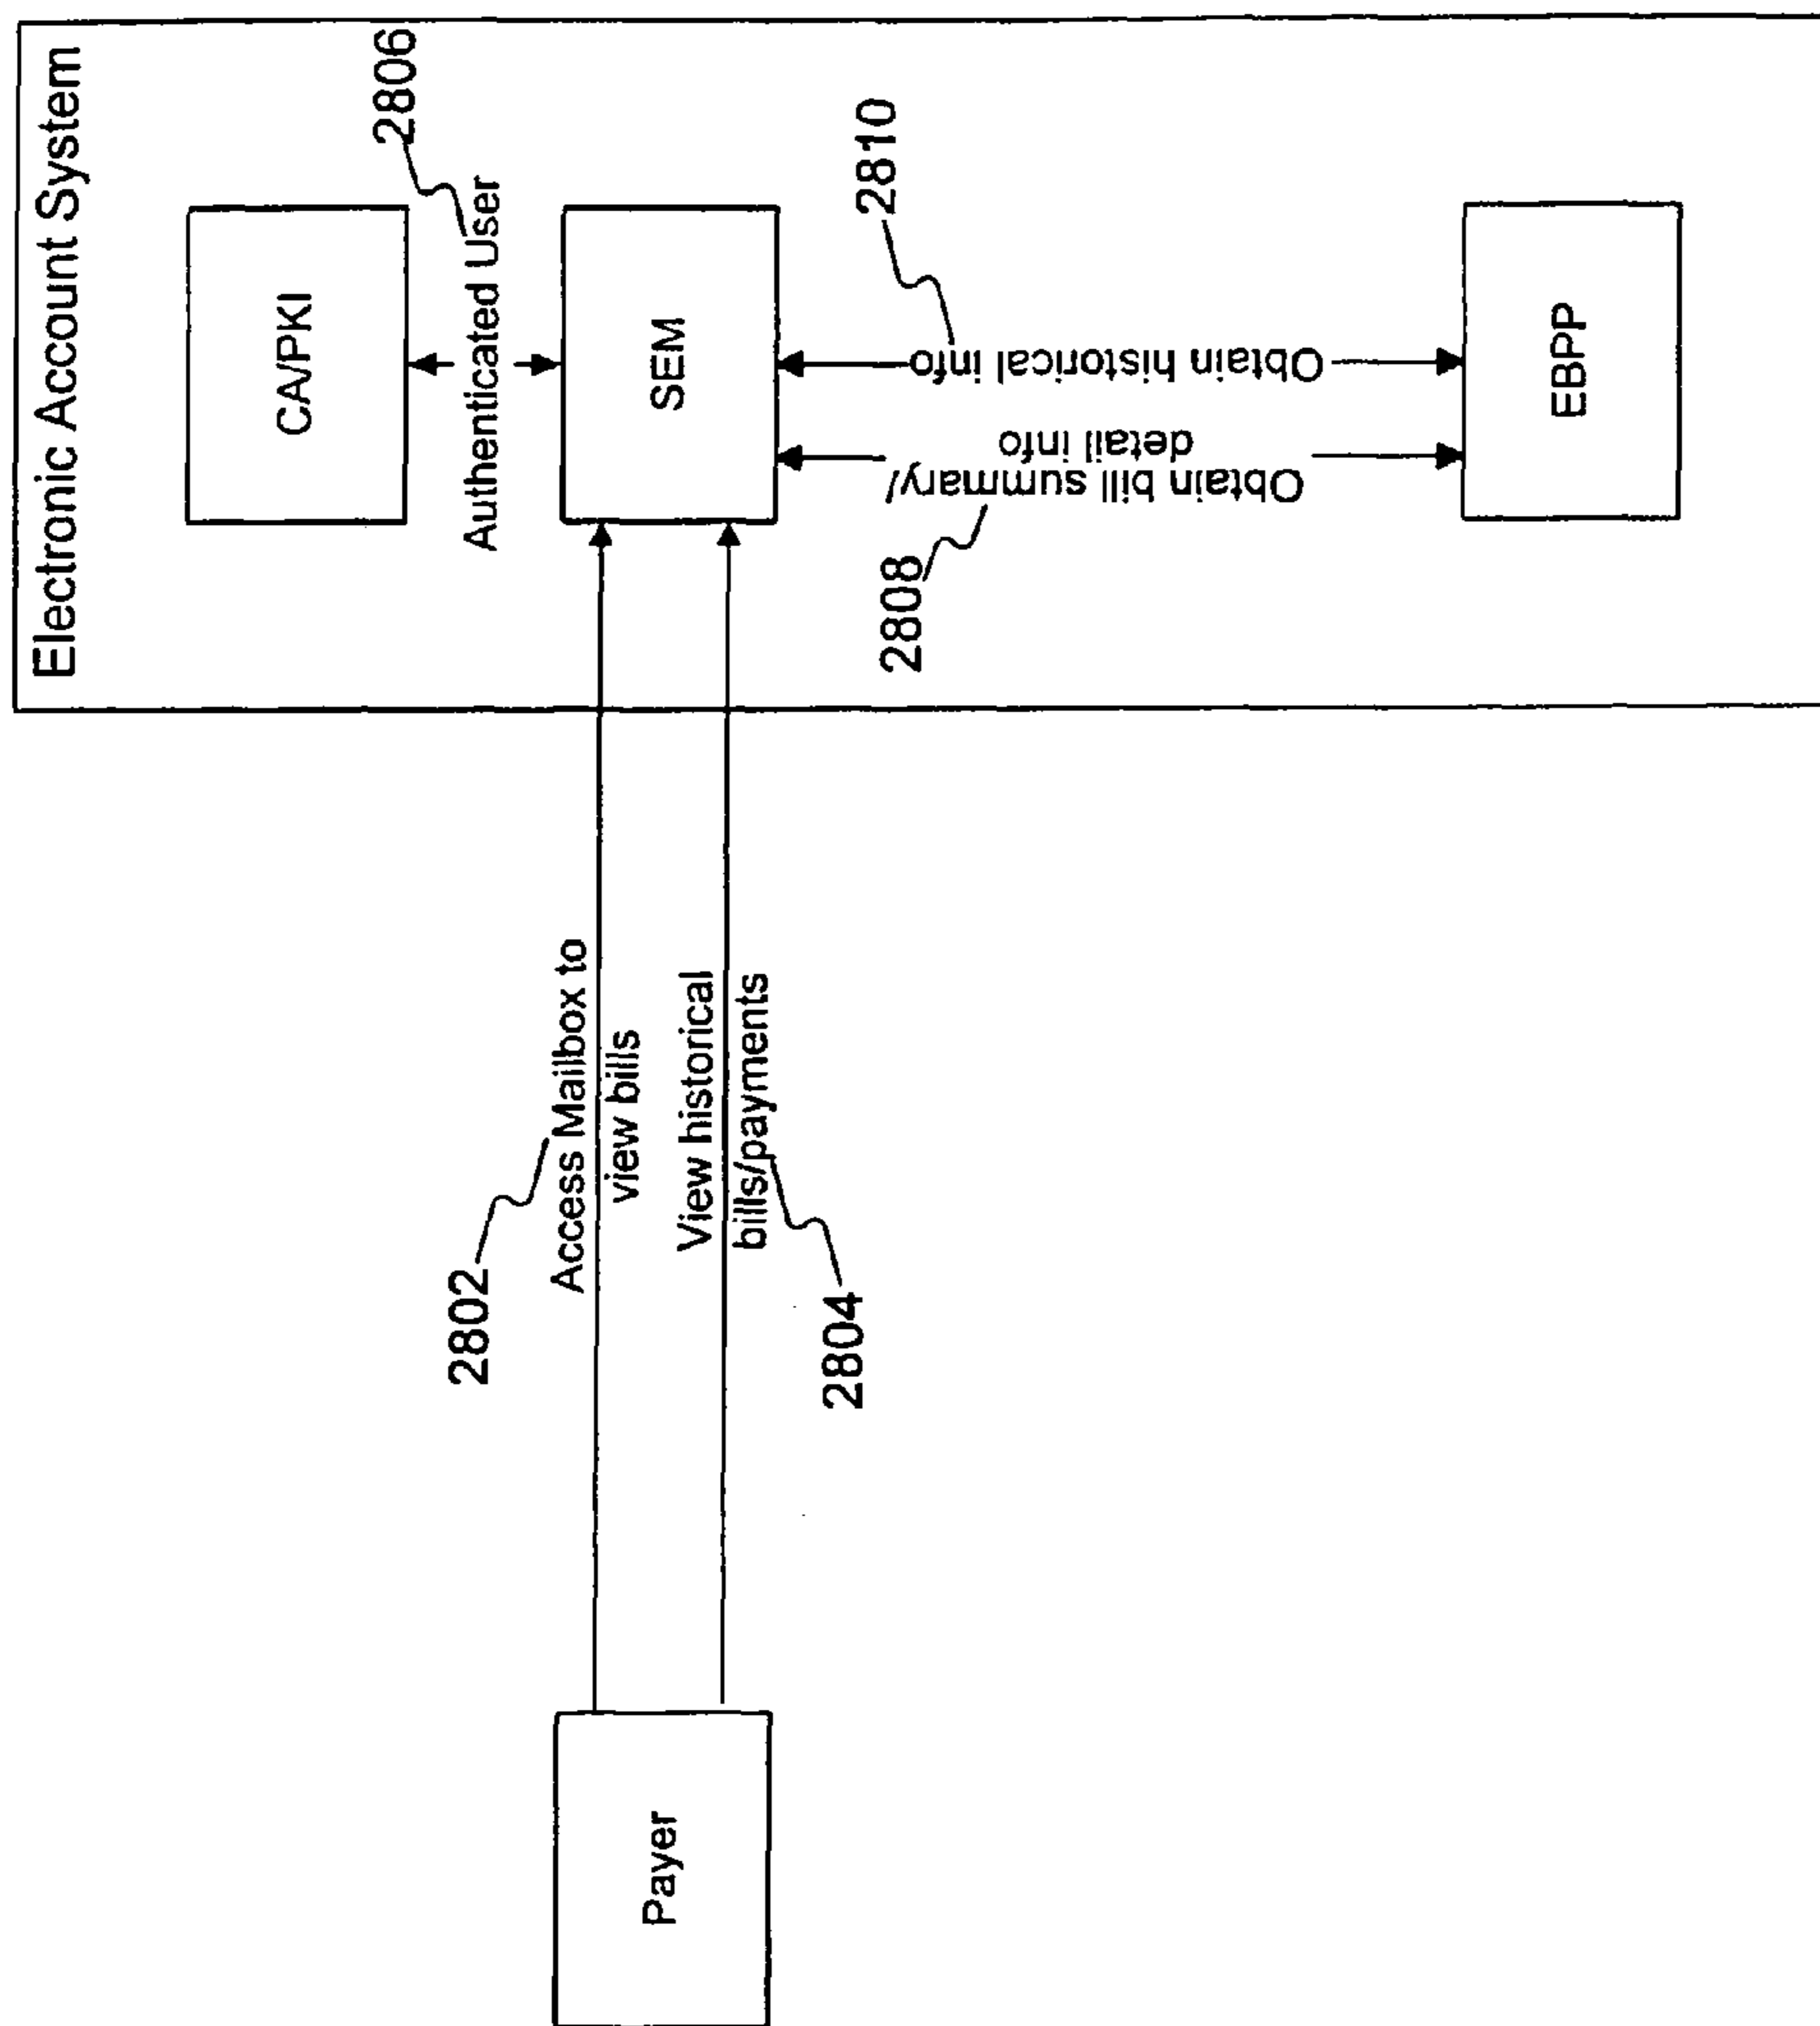 Electronic Account System
CA/PKI
2806
Authenticated User
2802
Access Mailbox to
view bills
SEM
Payer
View historical
bills/payments
2804
2808
Obtain bill summary/
detail info
2810
Obtain historical info
EBPP